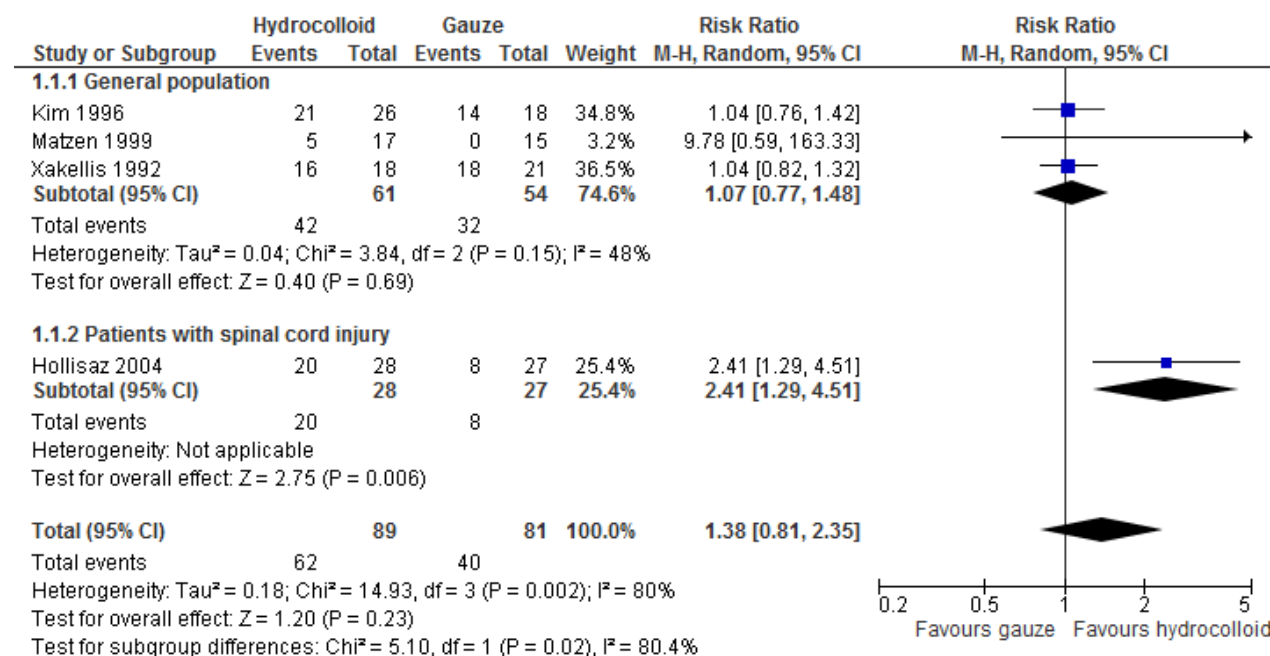 Hydrocolloid Gauze Risk Ratio Risk Ratio
Study or Subgroup Events Total Events Total Weight M-H, Random, 95% CI M-H, Random, 95% CI
1.1.1 General population
Kim 1996 21 26 14 18 34.8% 1.04 [0.76, 1.42]
Matzen 1999 5 17 0 15 3.2% 9.78 [0.59, 163.33]
Xakellis 1992 16 18 18 21 36.5% 1.04 [0.82, 1.32]
Subtotal (95% CI) 61 54 74.6% 1.07 [0.77, 1.48]
Total events 42 32
Heterogeneity: Tau² = 0.04; Chi² = 3.84, df = 2 (P = 0.15); I² = 48%
Test for overall effect: Z = 0.40 (P = 0.69)
1.1.2 Patients with spinal cord injury
Hollisaz 2004 20 28 8 27 25.4% 2.41 [1.29, 4.51]
Subtotal (95% CI) 28 27 25.4% 2.41 [1.29, 4.51]
Total events 20 8
Heterogeneity: Not applicable
Test for overall effect: Z = 2.75 (P = 0.006)
Total (95% CI) 89 81 100.0% 1.38 [0.81, 2.35]
Total events 62 40
Heterogeneity: Tau² = 0.18; Chi² = 14.93, df = 3 (P = 0.002); I² = 80%
Test for overall effect: Z = 1.20 (P = 0.23)
Test for subgroup differences: Chi² = 5.10, df = 1 (P = 0.02), I² = 80.4%
0.2 0.5 1 2 5
Favours gauze Favours hydrocolloid